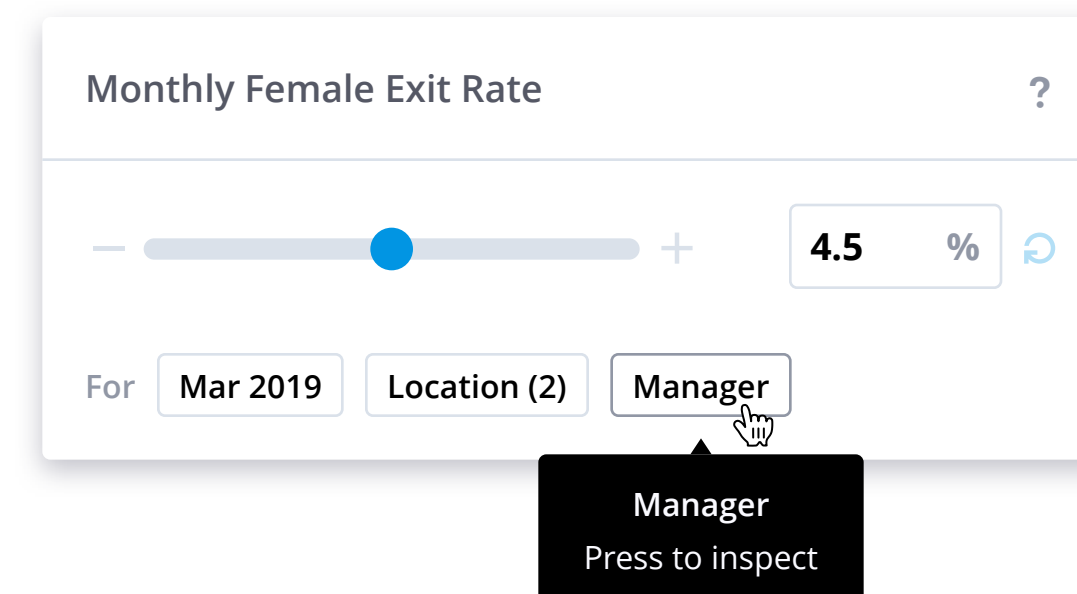 Monthly Female Exit Rate ?
− + 4.5 %
For Mar 2019 Location (2) Manager
Manager
Press to inspect